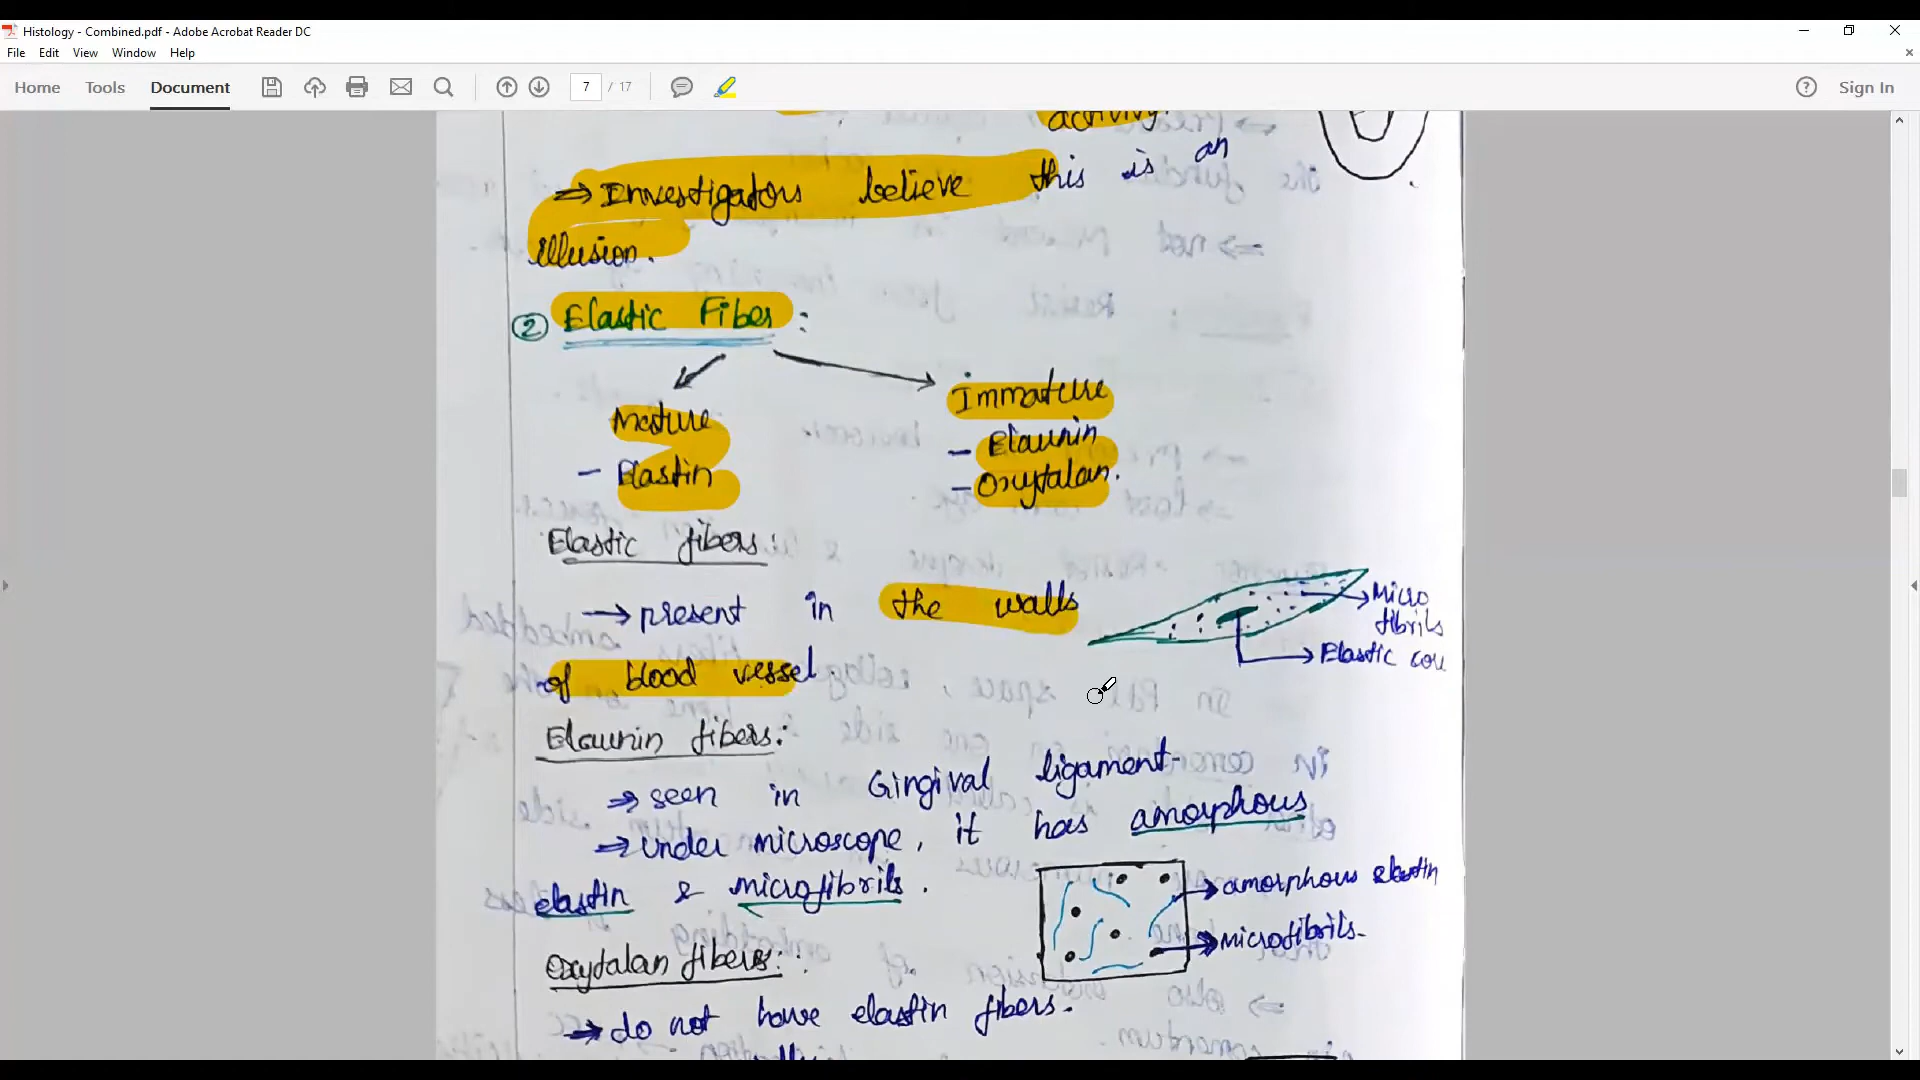 Histology - Combined.pdf - Adobe Acrobat Reader DC
File Edit View Window Help
Home Tools Document 7 / 17 Sign In
activity.
⇒ Investigators believe this is an
illusion.
② Elastic Fiber :
Mature
- Elastin
Immature
- Elaunin
- Oxytalan.
Elastic fibers:
→ present in the walls
of blood vessel
Micro
fibrils
Elastic core
Elaunin fibers:
⇒ seen in Gingival ligament-
⇒ Under microscope, it has amorphous
elastin & microfibrils.
amorphous elastin
microfibrils-
Oxytalan fibers:
→ do not have elastin fibers.